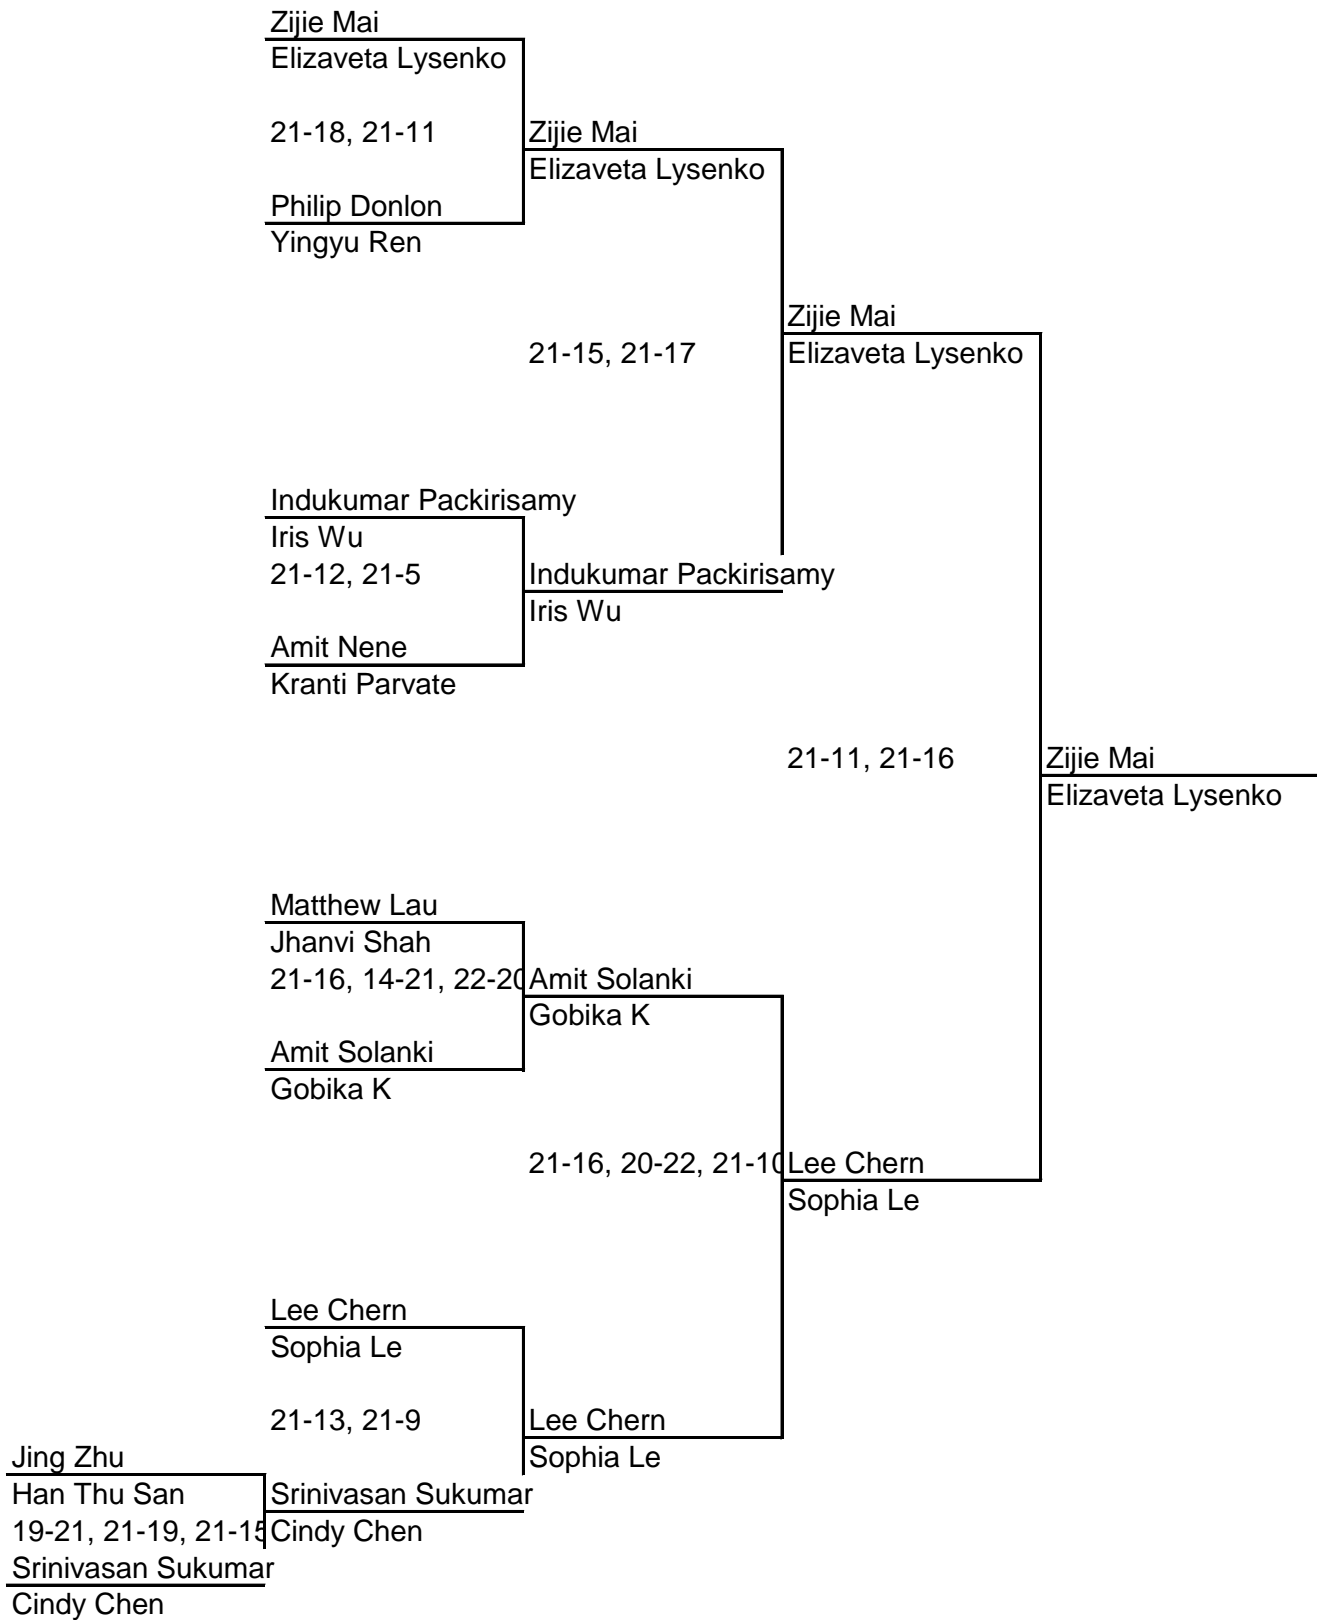 Zijie Mai
Elizaveta Lysenko
21-18, 21-11
Zijie Mai
Elizaveta Lysenko
Philip Donlon
Yingyu Ren
Zijie Mai
21-15, 21-17
Elizaveta Lysenko
Indukumar Packirisamy
Iris Wu
21-12, 21-5
Indukumar Packirisamy
Iris Wu
Amit Nene
Kranti Parvate
21-11, 21-16
Zijie Mai
Elizaveta Lysenko
Matthew Lau
Jhanvi Shah
21-16, 14-21, 22-20
Amit Solanki
Gobika K
Amit Solanki
Gobika K
21-16, 20-22, 21-10
Lee Chern
Sophia Le
Lee Chern
Sophia Le
21-13, 21-9
Lee Chern
Sophia Le
Jing Zhu
Han Thu San
Srinivasan Sukumar
19-21, 21-19, 21-15
Cindy Chen
Srinivasan Sukumar
Cindy Chen